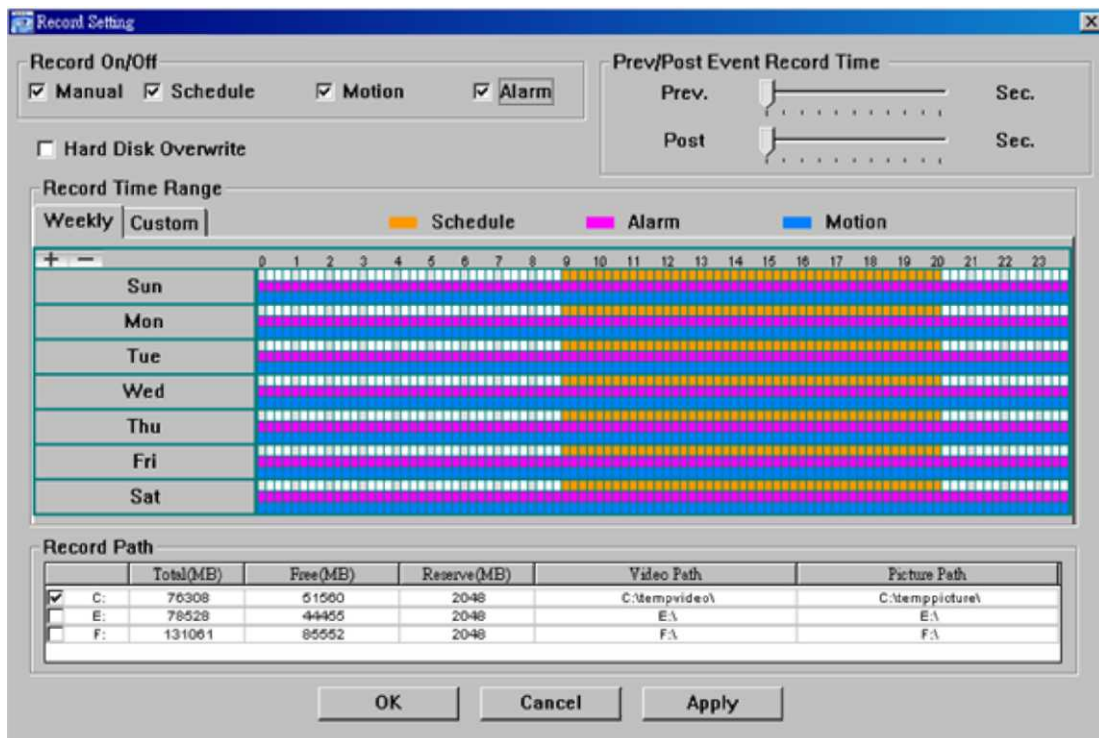 Record Setting
Record On/Off
Manual Schedule Motion Alarm
Prev/Post Event Record Time
Prev. Sec.
Post Sec.
Hard Disk Overwrite
Record Time Range
Weekly Custom Schedule Alarm Motion
+ - 0 1 2 3 4 5 6 7 8 9 10 11 12 13 14 15 16 17 18 19 20 21 22 23
Sun
Mon
Tue
Wed
Thu
Fri
Sat
Record Path
Total(MB) Free(MB) Reserve(MB) Video Path Picture Path
C: 76308 51560 2048 C:\tempvideo\ C:\temppicture\
E: 78528 44455 2048 E:\ E:\
F: 131061 85552 2048 F:\ F:\
OK Cancel Apply